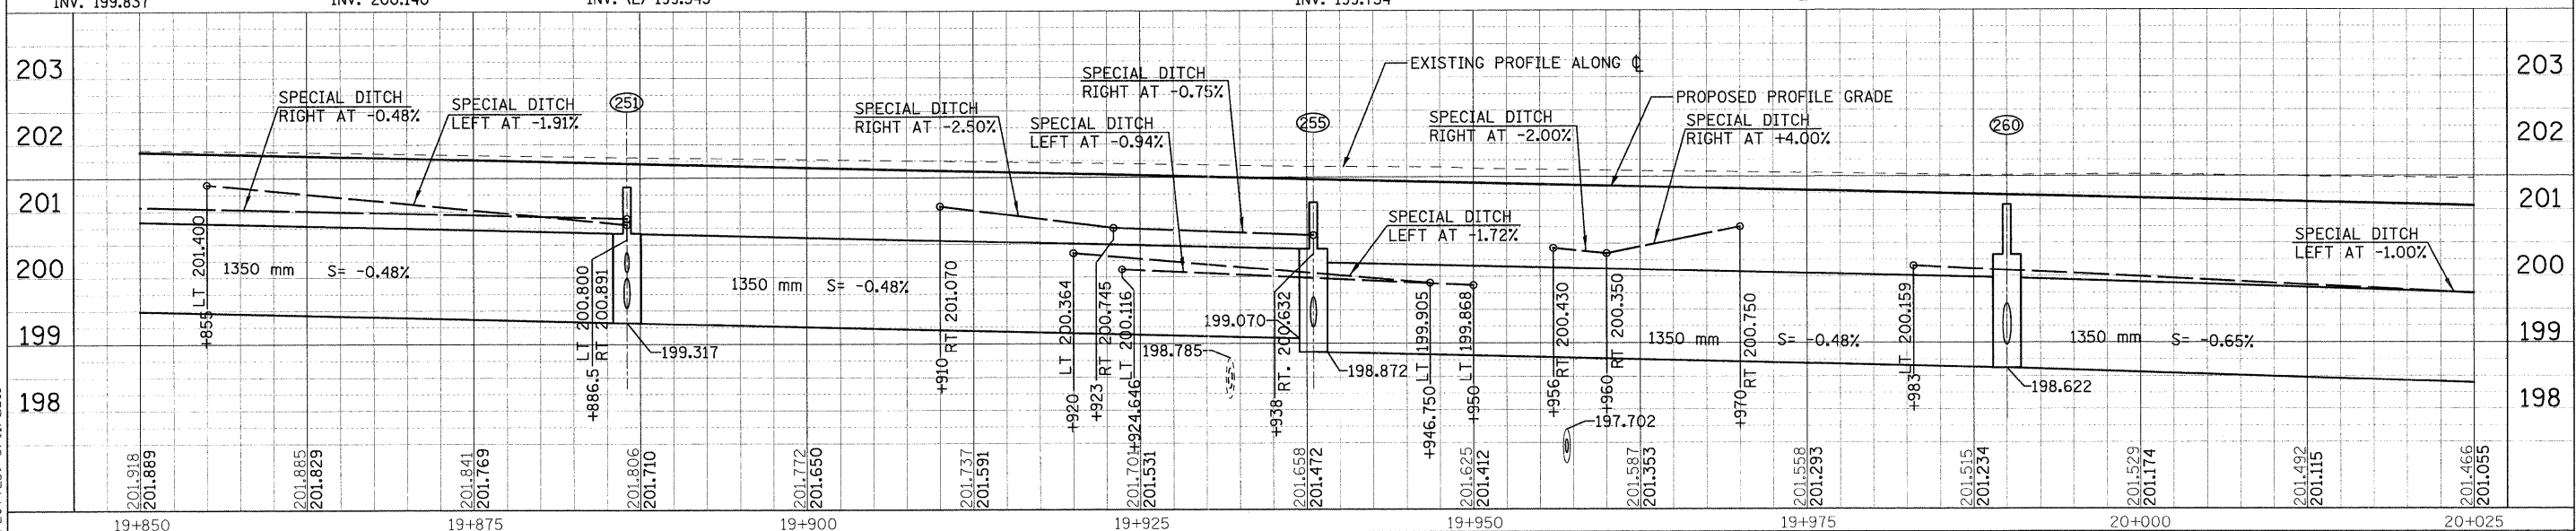 INV. 199.837
INV. 200.140
INV. (E) 199.545
INV. 199.754
203
202
201
200
199
198
SPECIAL DITCH
RIGHT AT -0.48%
SPECIAL DITCH
LEFT AT -1.91%
251
SPECIAL DITCH
RIGHT AT -2.50%
SPECIAL DITCH
RIGHT AT -0.75%
SPECIAL DITCH
LEFT AT -0.94%
255
EXISTING PROFILE ALONG ℄
SPECIAL DITCH
RIGHT AT -2.00%
PROPOSED PROFILE GRADE
SPECIAL DITCH
RIGHT AT +4.00%
260
SPECIAL DITCH
LEFT AT -1.72%
SPECIAL DITCH
LEFT AT -1.00%
203
202
201
200
199
198
1350 mm S= -0.48%
1350 mm S= -0.48%
1350 mm S= -0.48%
1350 mm S= -0.65%
+855 LT 201.400
+886.5 LT 200.800
RT 200.891
199.317
+910 RT 201.070
+920 LT 200.364
+923 RT 200.745
+924.646 LT 200.116
198.785
199.070
+938 RT. 200.632
198.872
+946.750 LT 199.905
+950 LT 199.868
+956 RT 200.430
+960 RT 200.350
197.702
+970 RT 200.750
+983 LT 200.159
198.622
201.918
201.889
201.885
201.829
201.841
201.769
201.806
201.710
201.772
201.650
201.737
201.591
201.701
201.531
201.658
201.472
201.625
201.412
201.587
201.353
201.558
201.293
201.515
201.234
201.529
201.174
201.492
201.115
201.466
201.055
19+850
19+875
19+900
19+925
19+950
19+975
20+000
20+025